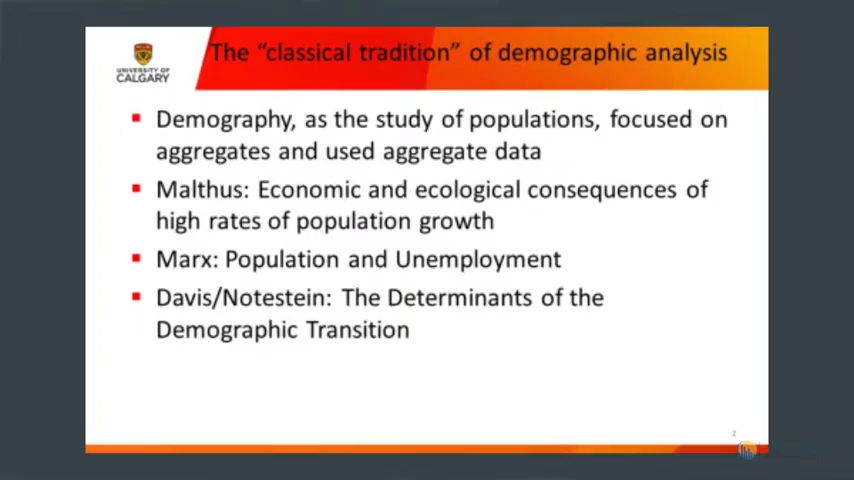 The “classical tradition” of demographic analysis
UNIVERSITY OF
CALGARY
Demography, as the study of populations, focused on
aggregates and used aggregate data
Malthus: Economic and ecological consequences of
high rates of population growth
Marx: Population and Unemployment
Davis/Notestein: The Determinants of the
Demographic Transition
2